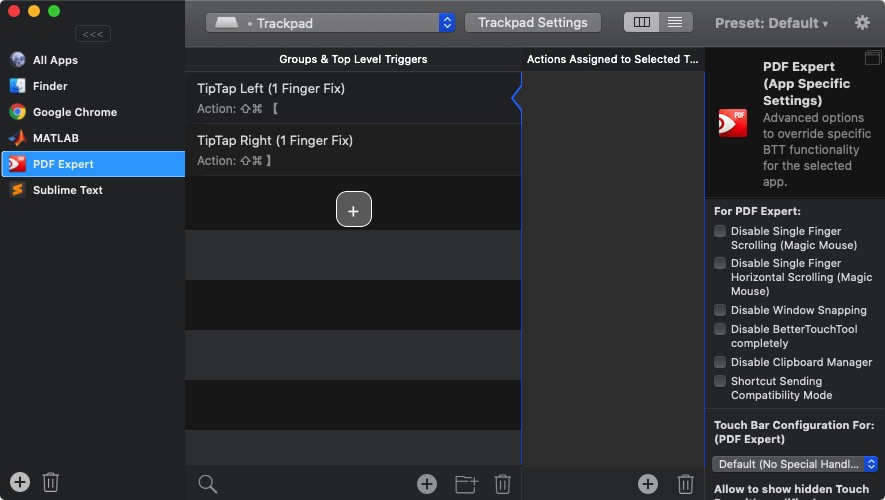 <<<
All Apps
Finder
Google Chrome
MATLAB
PDF Expert
Sublime Text
• Trackpad
Trackpad Settings
Preset: Default ▾
Groups & Top Level Triggers
TipTap Left (1 Finger Fix)
Action: ⇧⌘【
TipTap Right (1 Finger Fix)
Action: ⇧⌘】
+
Actions Assigned to Selected T...
PDF
PDF Expert
(App Specific
Settings)
Advanced options
to override specific
BTT functionality
for the selected
app.
For PDF Expert:
Disable Single Finger
Scrolling (Magic Mouse)
Disable Single Finger
Horizontal Scrolling (Magic
Mouse)
Disable Window Snapping
Disable BetterTouchTool
completely
Disable Clipboard Manager
Shortcut Sending
Compatibility Mode
Touch Bar Configuration For:
(PDF Expert)
Default (No Special Handl...
Allow to show hidden Touch